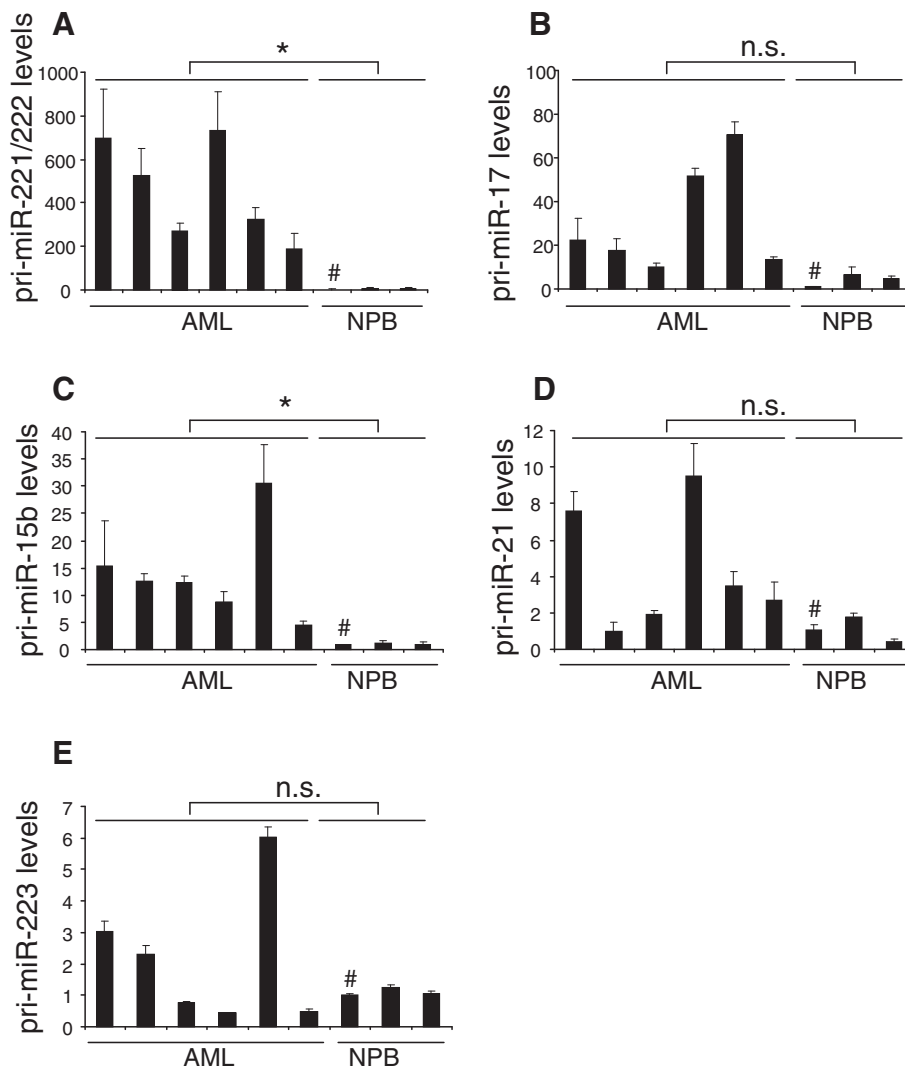 A
*
pri-miR-221/222 levels
1000
800
600
400
200
0
#
AML
NPB
B
n.s.
pri-miR-17 levels
100
80
60
40
20
0
#
AML
NPB
C
*
pri-miR-15b levels
40
35
30
25
20
15
10
5
0
#
AML
NPB
D
n.s.
pri-miR-21 levels
12
10
8
6
4
2
0
#
AML
NPB
E
n.s.
pri-miR-223 levels
7
6
5
4
3
2
1
0
#
AML
NPB